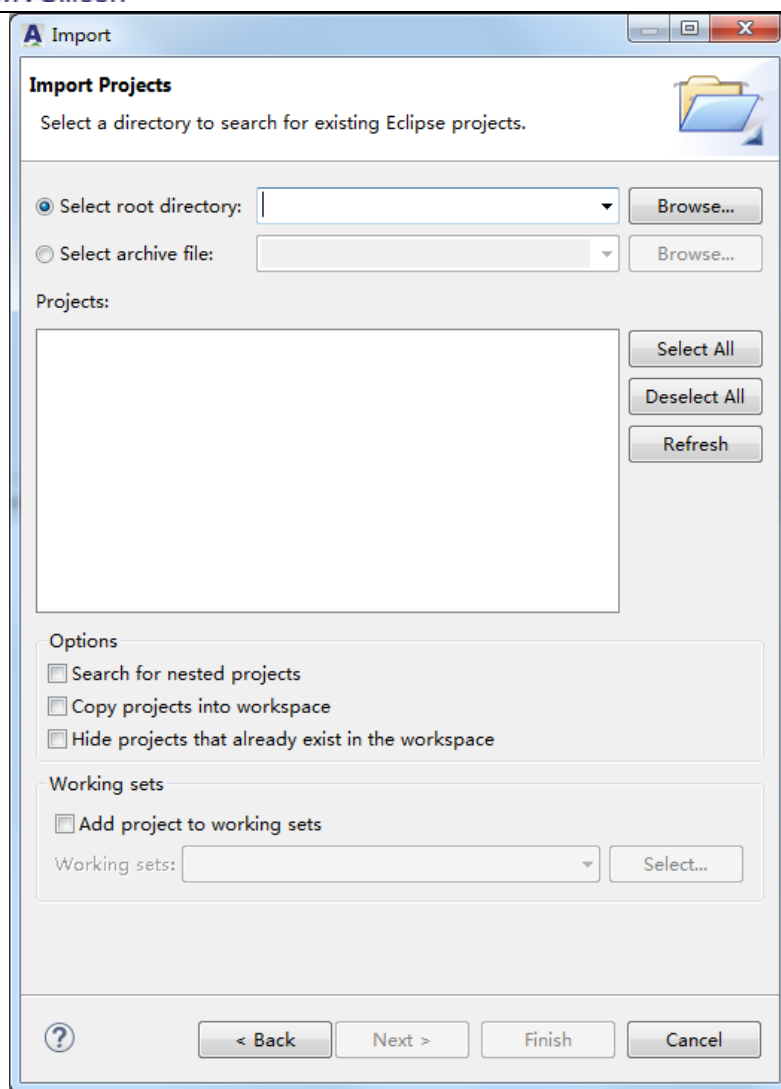 Import
Import Projects
Select a directory to search for existing Eclipse projects.
Select root directory:
Browse...
Select archive file:
Browse...
Projects:
Select All
Deselect All
Refresh
Options
Search for nested projects
Copy projects into workspace
Hide projects that already exist in the workspace
Working sets
Add project to working sets
Working sets:
Select...
?
< Back
Next >
Finish
Cancel